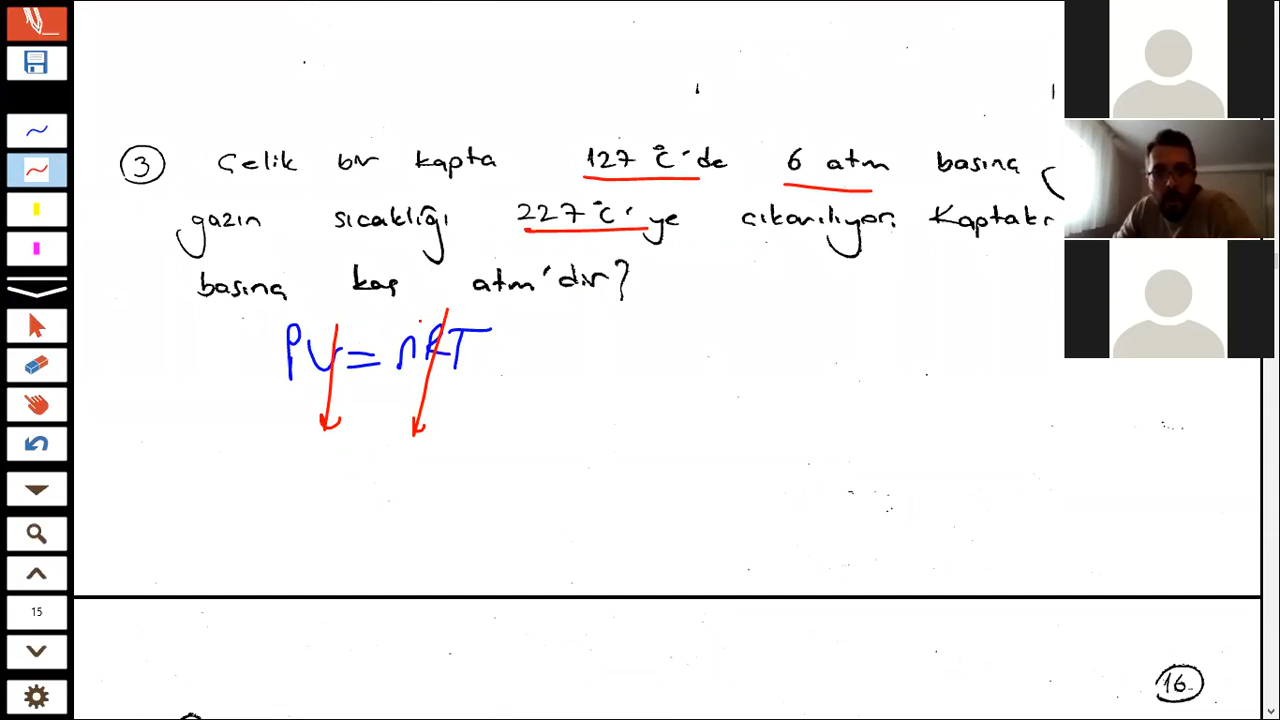 3 Çelik bir kapta 127 °C'de 6 atm basınç
gazın sıcaklığı 227 °C'ye çıkarılıyor. Kaptaki
basınç kaç atm'dir?
PV = nRT
15
16